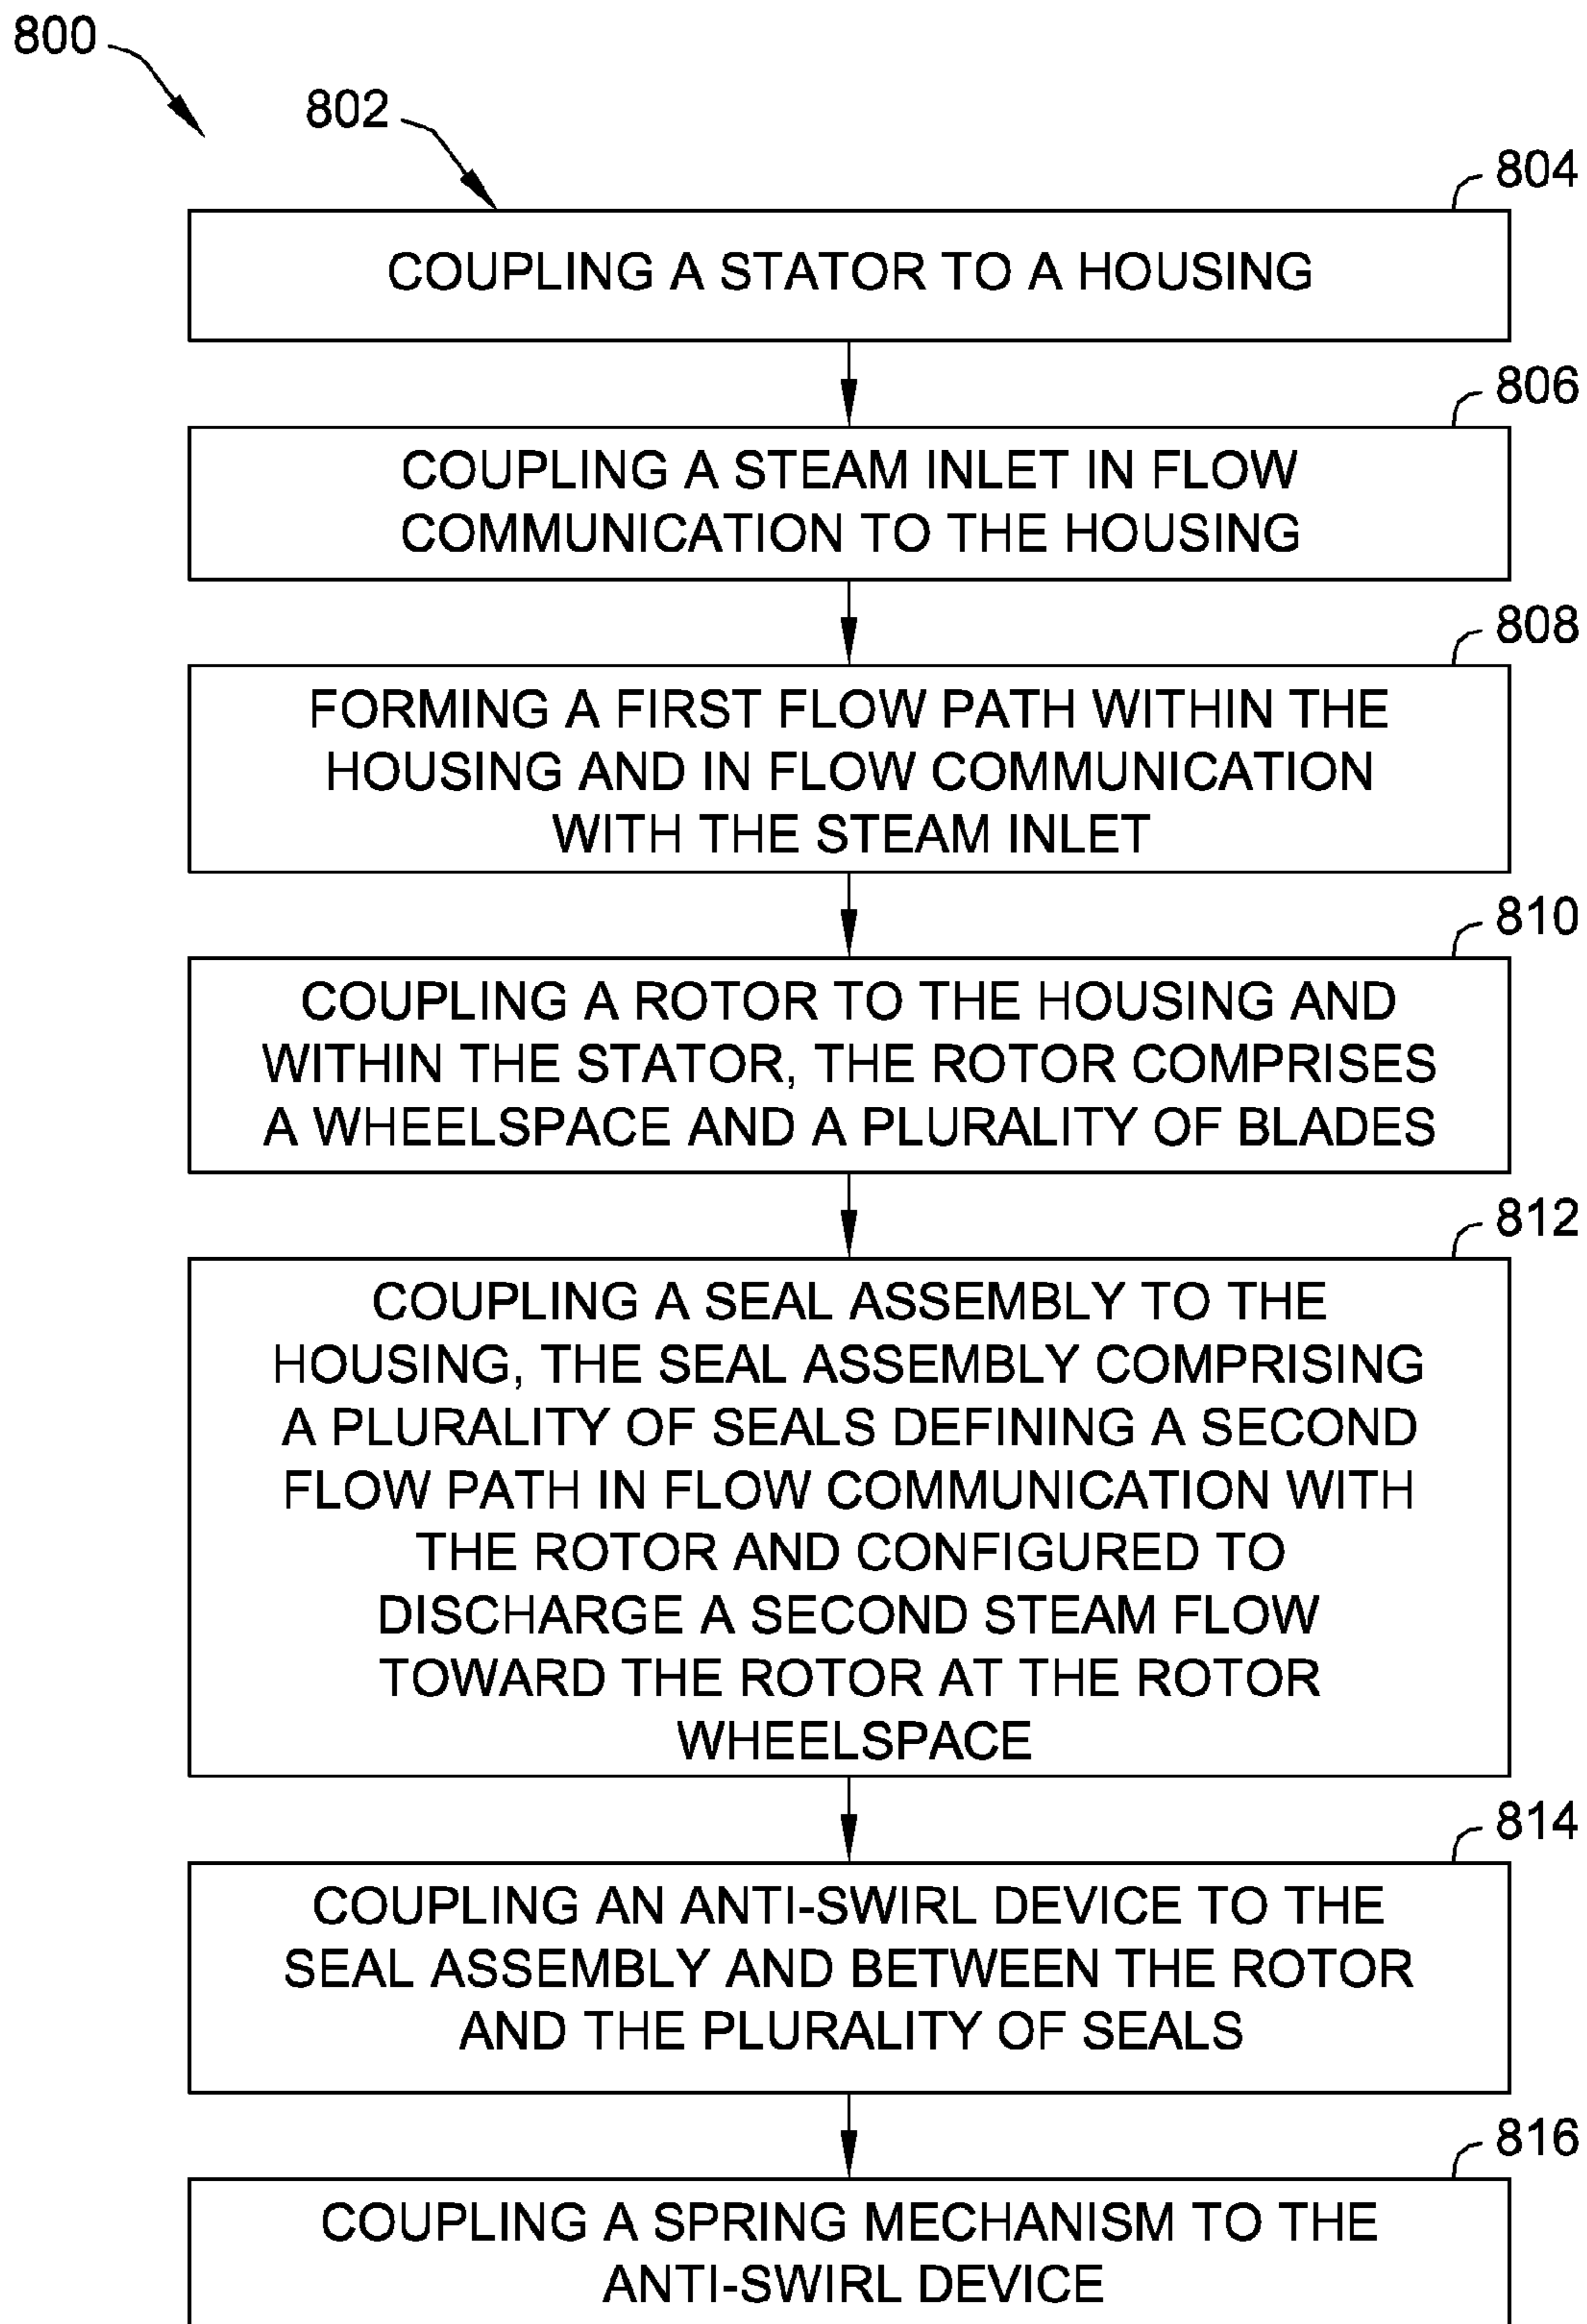 800
802
804
COUPLING A STATOR TO A HOUSING
806
COUPLING A STEAM INLET IN FLOW
COMMUNICATION TO THE HOUSING
808
FORMING A FIRST FLOW PATH WITHIN THE
HOUSING AND IN FLOW COMMUNICATION
WITH THE STEAM INLET
810
COUPLING A ROTOR TO THE HOUSING AND
WITHIN THE STATOR, THE ROTOR COMPRISES
A WHEELSPACE AND A PLURALITY OF BLADES
812
COUPLING A SEAL ASSEMBLY TO THE
HOUSING, THE SEAL ASSEMBLY COMPRISING
A PLURALITY OF SEALS DEFINING A SECOND
FLOW PATH IN FLOW COMMUNICATION WITH
THE ROTOR AND CONFIGURED TO
DISCHARGE A SECOND STEAM FLOW
TOWARD THE ROTOR AT THE ROTOR
WHEELSPACE
814
COUPLING AN ANTI-SWIRL DEVICE TO THE
SEAL ASSEMBLY AND BETWEEN THE ROTOR
AND THE PLURALITY OF SEALS
816
COUPLING A SPRING MECHANISM TO THE
ANTI-SWIRL DEVICE